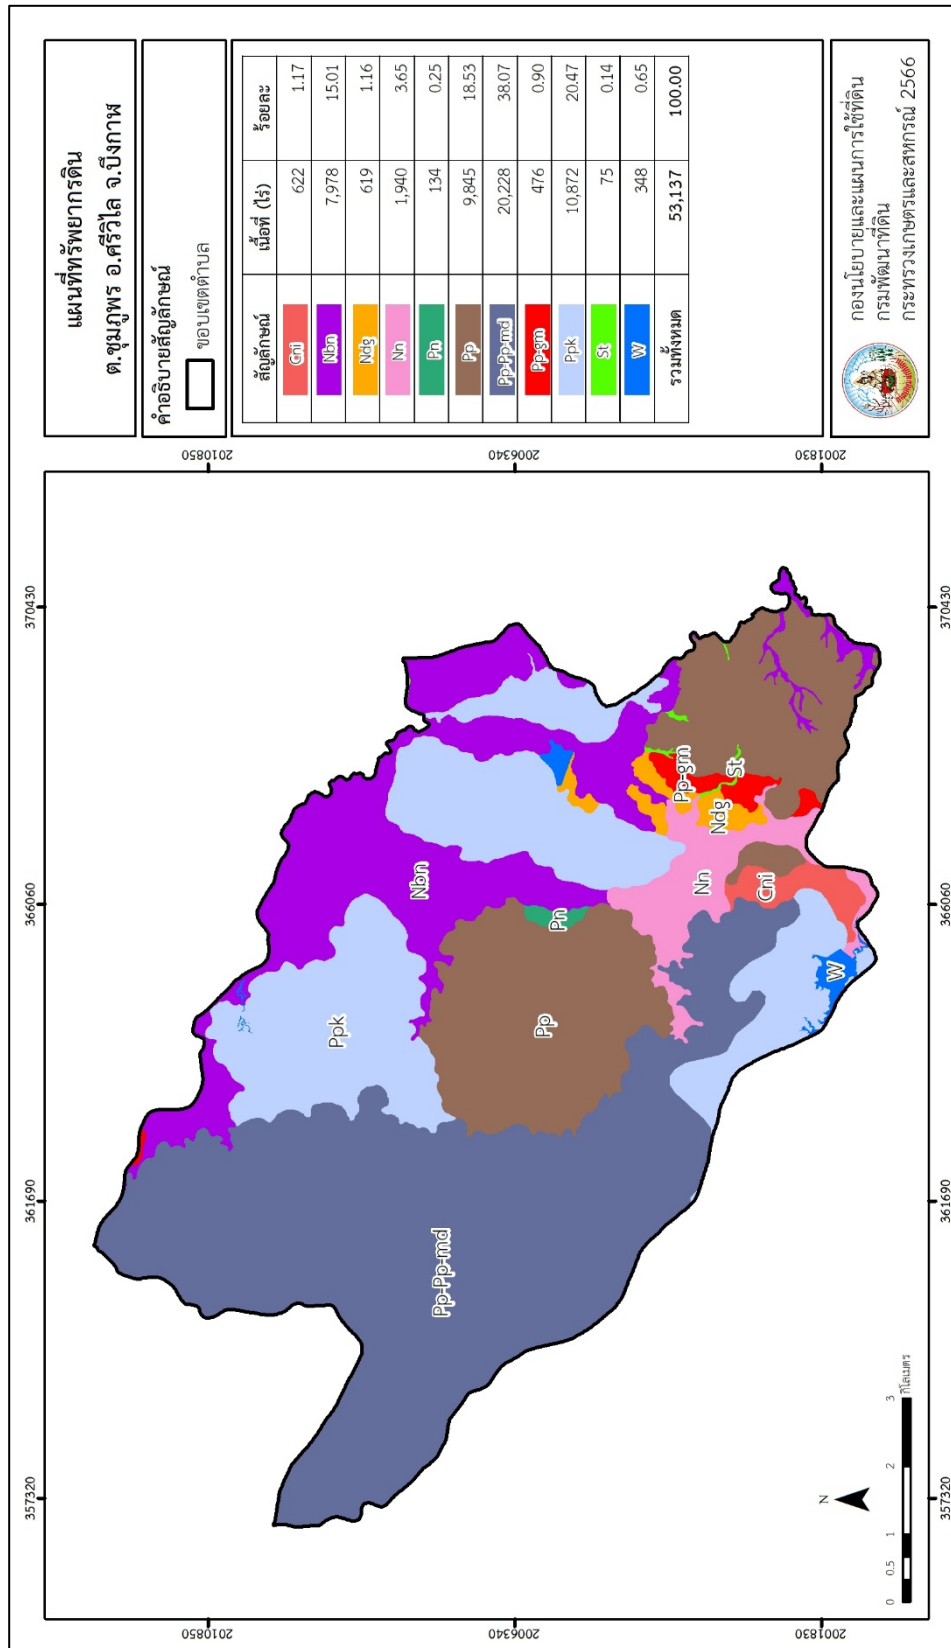 แผนที่ทรัพยากรดิน
ต.ชุมภูพร อ.ศรีวิไล จ.บึงกาฬ
คำอธิบายสัญลักษณ์
ขอบเขตตำบล
สัญลักษณ์ เนื้อที่ (ไร่) ร้อยละ
Cni 622 1.17
Nbn 7,978 15.01
Ndg 619 1.16
Nn 1,940 3.65
Pn 134 0.25
Pp 9,845 18.53
Pp-Pp-md 20,228 38.07
Pp-gm 476 0.90
Ppk 10,872 20.47
St 75 0.14
W 348 0.65
รวมทั้งหมด 53,137 100.00
กองนโยบายและแผนการใช้ที่ดิน
กรมพัฒนาที่ดิน
กระทรวงเกษตรและสหกรณ์ 2566
357320 361690 366060 370430
2010850
2006340
2001830
Nbn
Ppk
Pp-Pp-md
Pp
Pn
Pp-gm
St
Ndg
Nn
Cni
W
N
0 0.5 1 2 3
กิโลเมตร
357320 361690 366060 370430
2010850
2006340
2001830